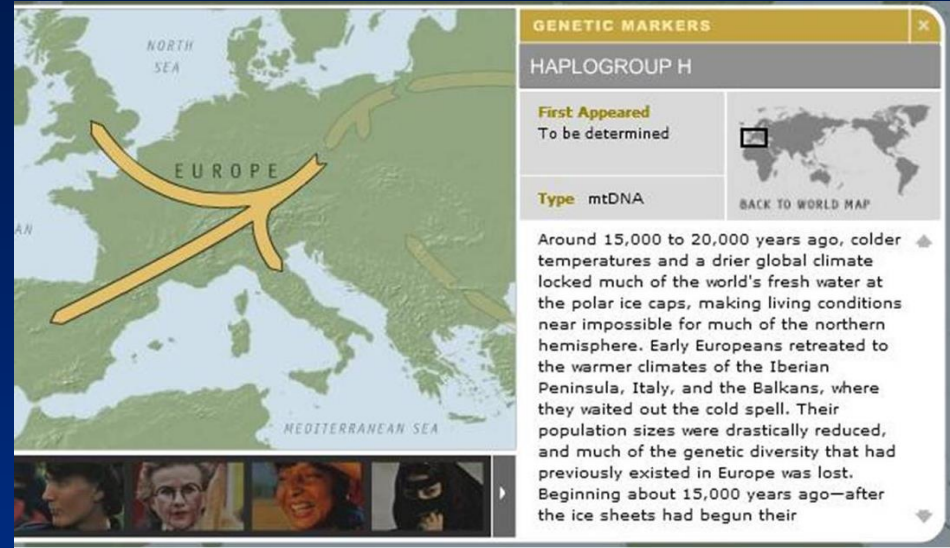 NORTH
SEA
EUROPE
AN
MEDITERRANEAN SEA
GENETIC MARKERS ×
HAPLOGROUP H
First Appeared
To be determined
Type mtDNA
BACK TO WORLD MAP
Around 15,000 to 20,000 years ago, colder
temperatures and a drier global climate
locked much of the world's fresh water at
the polar ice caps, making living conditions
near impossible for much of the northern
hemisphere. Early Europeans retreated to
the warmer climates of the Iberian
Peninsula, Italy, and the Balkans, where
they waited out the cold spell. Their
population sizes were drastically reduced,
and much of the genetic diversity that had
previously existed in Europe was lost.
Beginning about 15,000 years ago—after
the ice sheets had begun their